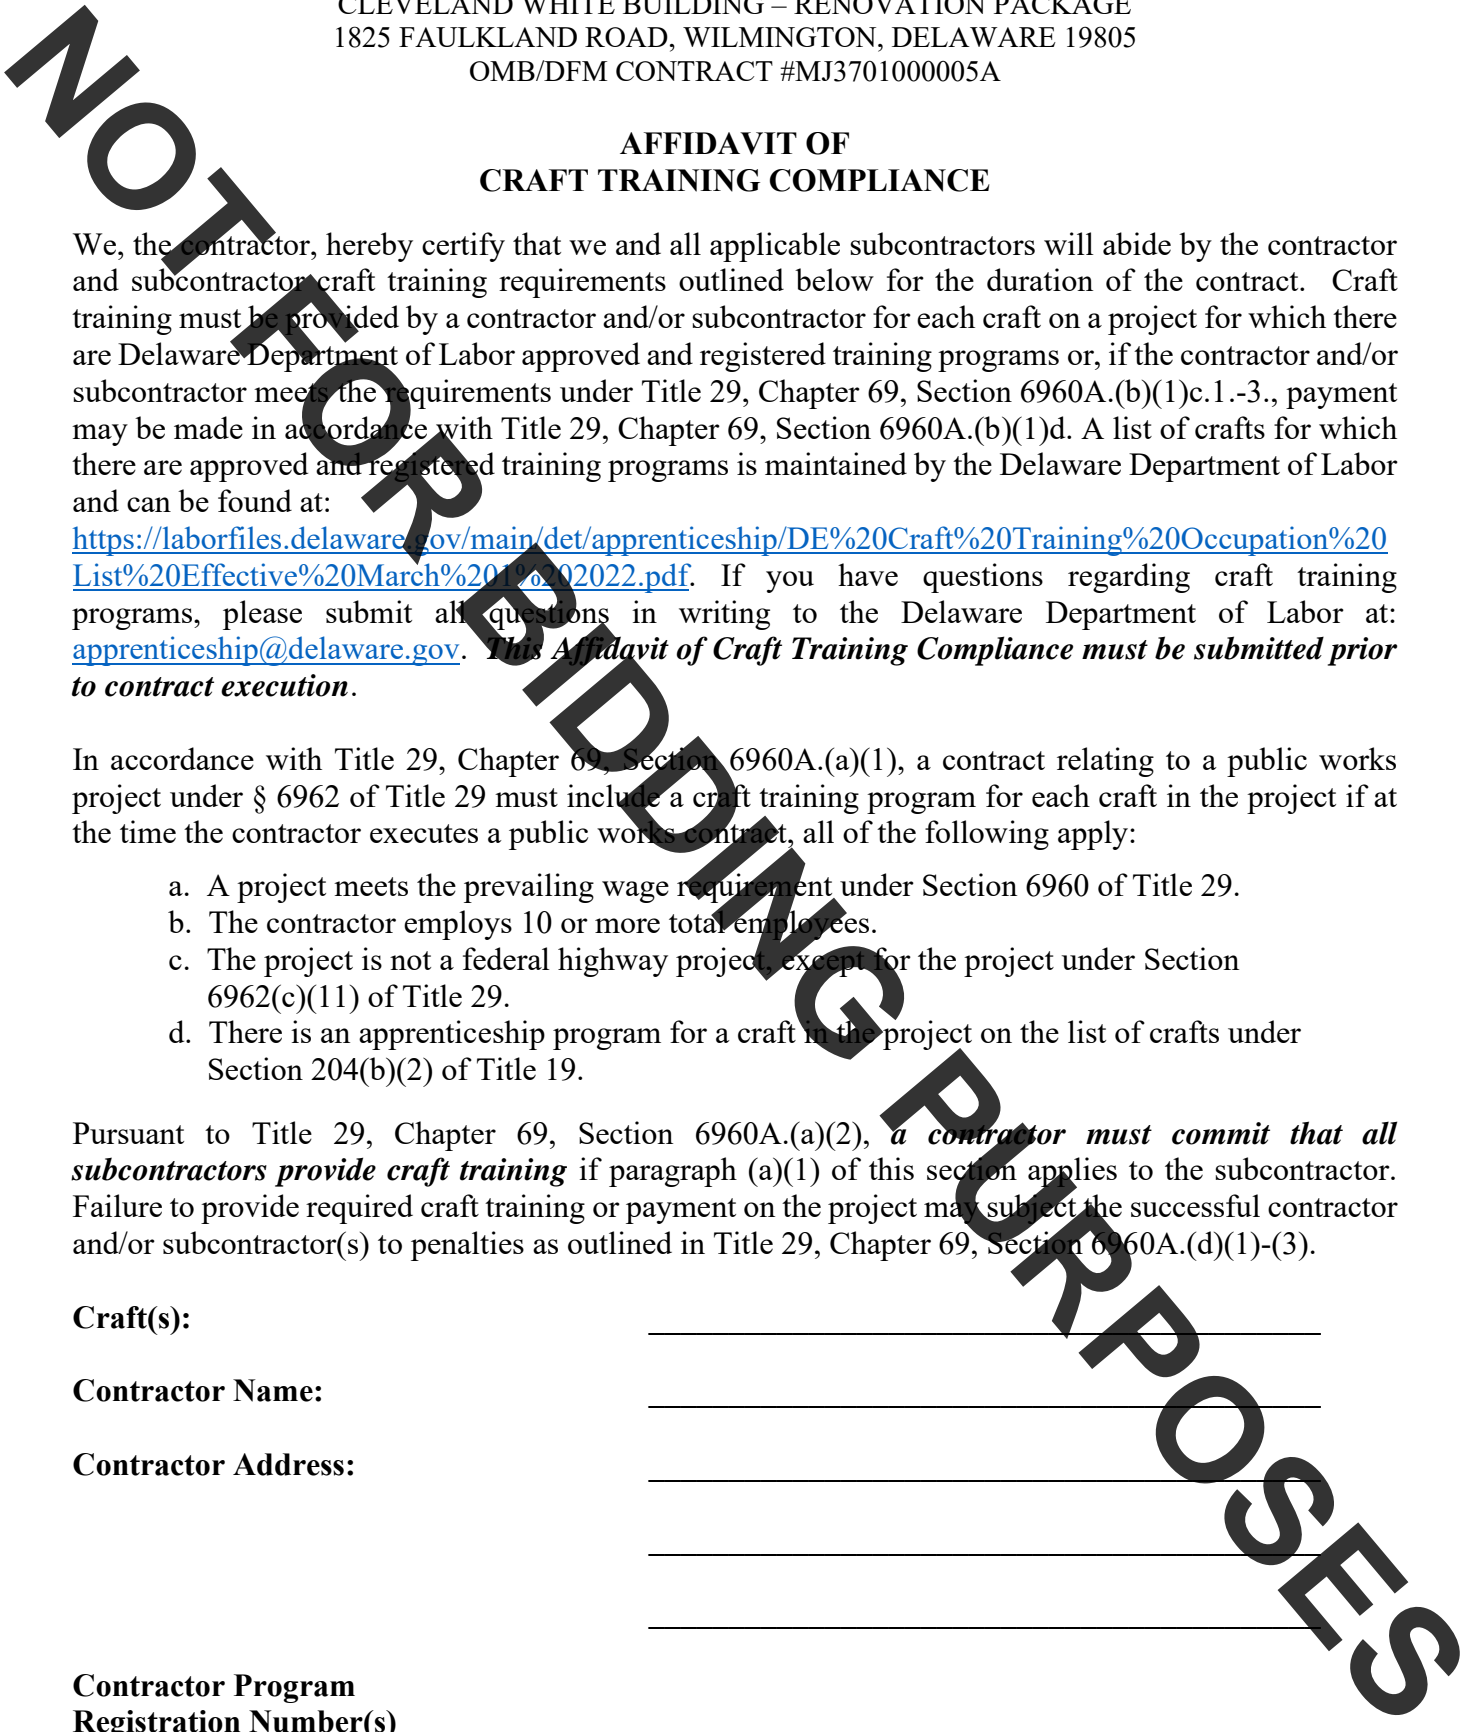 CLEVELAND WHITE BUILDING – RENOVATION PACKAGE
1825 FAULKLAND ROAD, WILMINGTON, DELAWARE 19805
OMB/DFM CONTRACT #MJ3701000005A
AFFIDAVIT OF
CRAFT TRAINING COMPLIANCE
We, the contractor, hereby certify that we and all applicable subcontractors will abide by the contractor
and subcontractor craft training requirements outlined below for the duration of the contract. Craft
training must be provided by a contractor and/or subcontractor for each craft on a project for which there
are Delaware Department of Labor approved and registered training programs or, if the contractor and/or
subcontractor meets the requirements under Title 29, Chapter 69, Section 6960A.(b)(1)c.1.-3., payment
may be made in accordance with Title 29, Chapter 69, Section 6960A.(b)(1)d. A list of crafts for which
there are approved and registered training programs is maintained by the Delaware Department of Labor
and can be found at:
https://laborfiles.delaware.gov/main/det/apprenticeship/DE%20Craft%20Training%20Occupation%20
List%20Effective%20March%201%202022.pdf. If you have questions regarding craft training
programs, please submit all questions in writing to the Delaware Department of Labor at:
apprenticeship@delaware.gov. This Affidavit of Craft Training Compliance must be submitted prior
to contract execution.
In accordance with Title 29, Chapter 69, Section 6960A.(a)(1), a contract relating to a public works
project under § 6962 of Title 29 must include a craft training program for each craft in the project if at
the time the contractor executes a public works contract, all of the following apply:
a. A project meets the prevailing wage requirement under Section 6960 of Title 29.
b. The contractor employs 10 or more total employees.
c. The project is not a federal highway project, except for the project under Section
6962(c)(11) of Title 29.
d. There is an apprenticeship program for a craft in the project on the list of crafts under
Section 204(b)(2) of Title 19.
Pursuant to Title 29, Chapter 69, Section 6960A.(a)(2), a contractor must commit that all
subcontractors provide craft training if paragraph (a)(1) of this section applies to the subcontractor.
Failure to provide required craft training or payment on the project may subject the successful contractor
and/or subcontractor(s) to penalties as outlined in Title 29, Chapter 69, Section 6960A.(d)(1)-(3).
Craft(s):
Contractor Name:
Contractor Address:
Contractor Program
Registration Number(s)
NOT FOR BIDDING PURPOSES